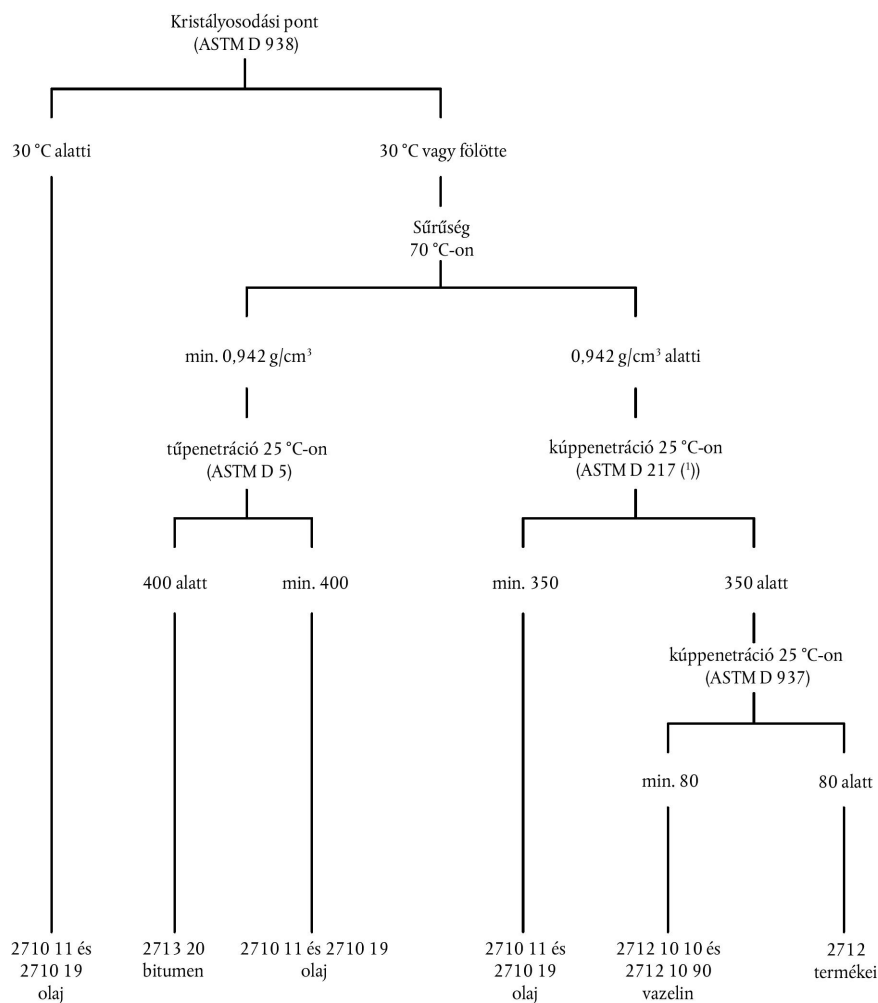 Kristályosodási pont
(ASTM D 938)
30 °C alatti
30 °C vagy fölötte
Sűrűség
70 °C-on
min. 0,942 g/cm³
0,942 g/cm³ alatti
tűpenetráció 25 °C-on
(ASTM D 5)
kúppenetráció 25 °C-on
(ASTM D 217 (¹))
400 alatt
min. 400
min. 350
350 alatt
kúppenetráció 25 °C-on
(ASTM D 937)
min. 80
80 alatt
2710 11 és
2710 19
olaj
2713 20
bitumen
2710 11 és 2710 19
olaj
2710 11 és
2710 19
olaj
2712 10 10 és
2712 10 90
vazelin
2712
termékei